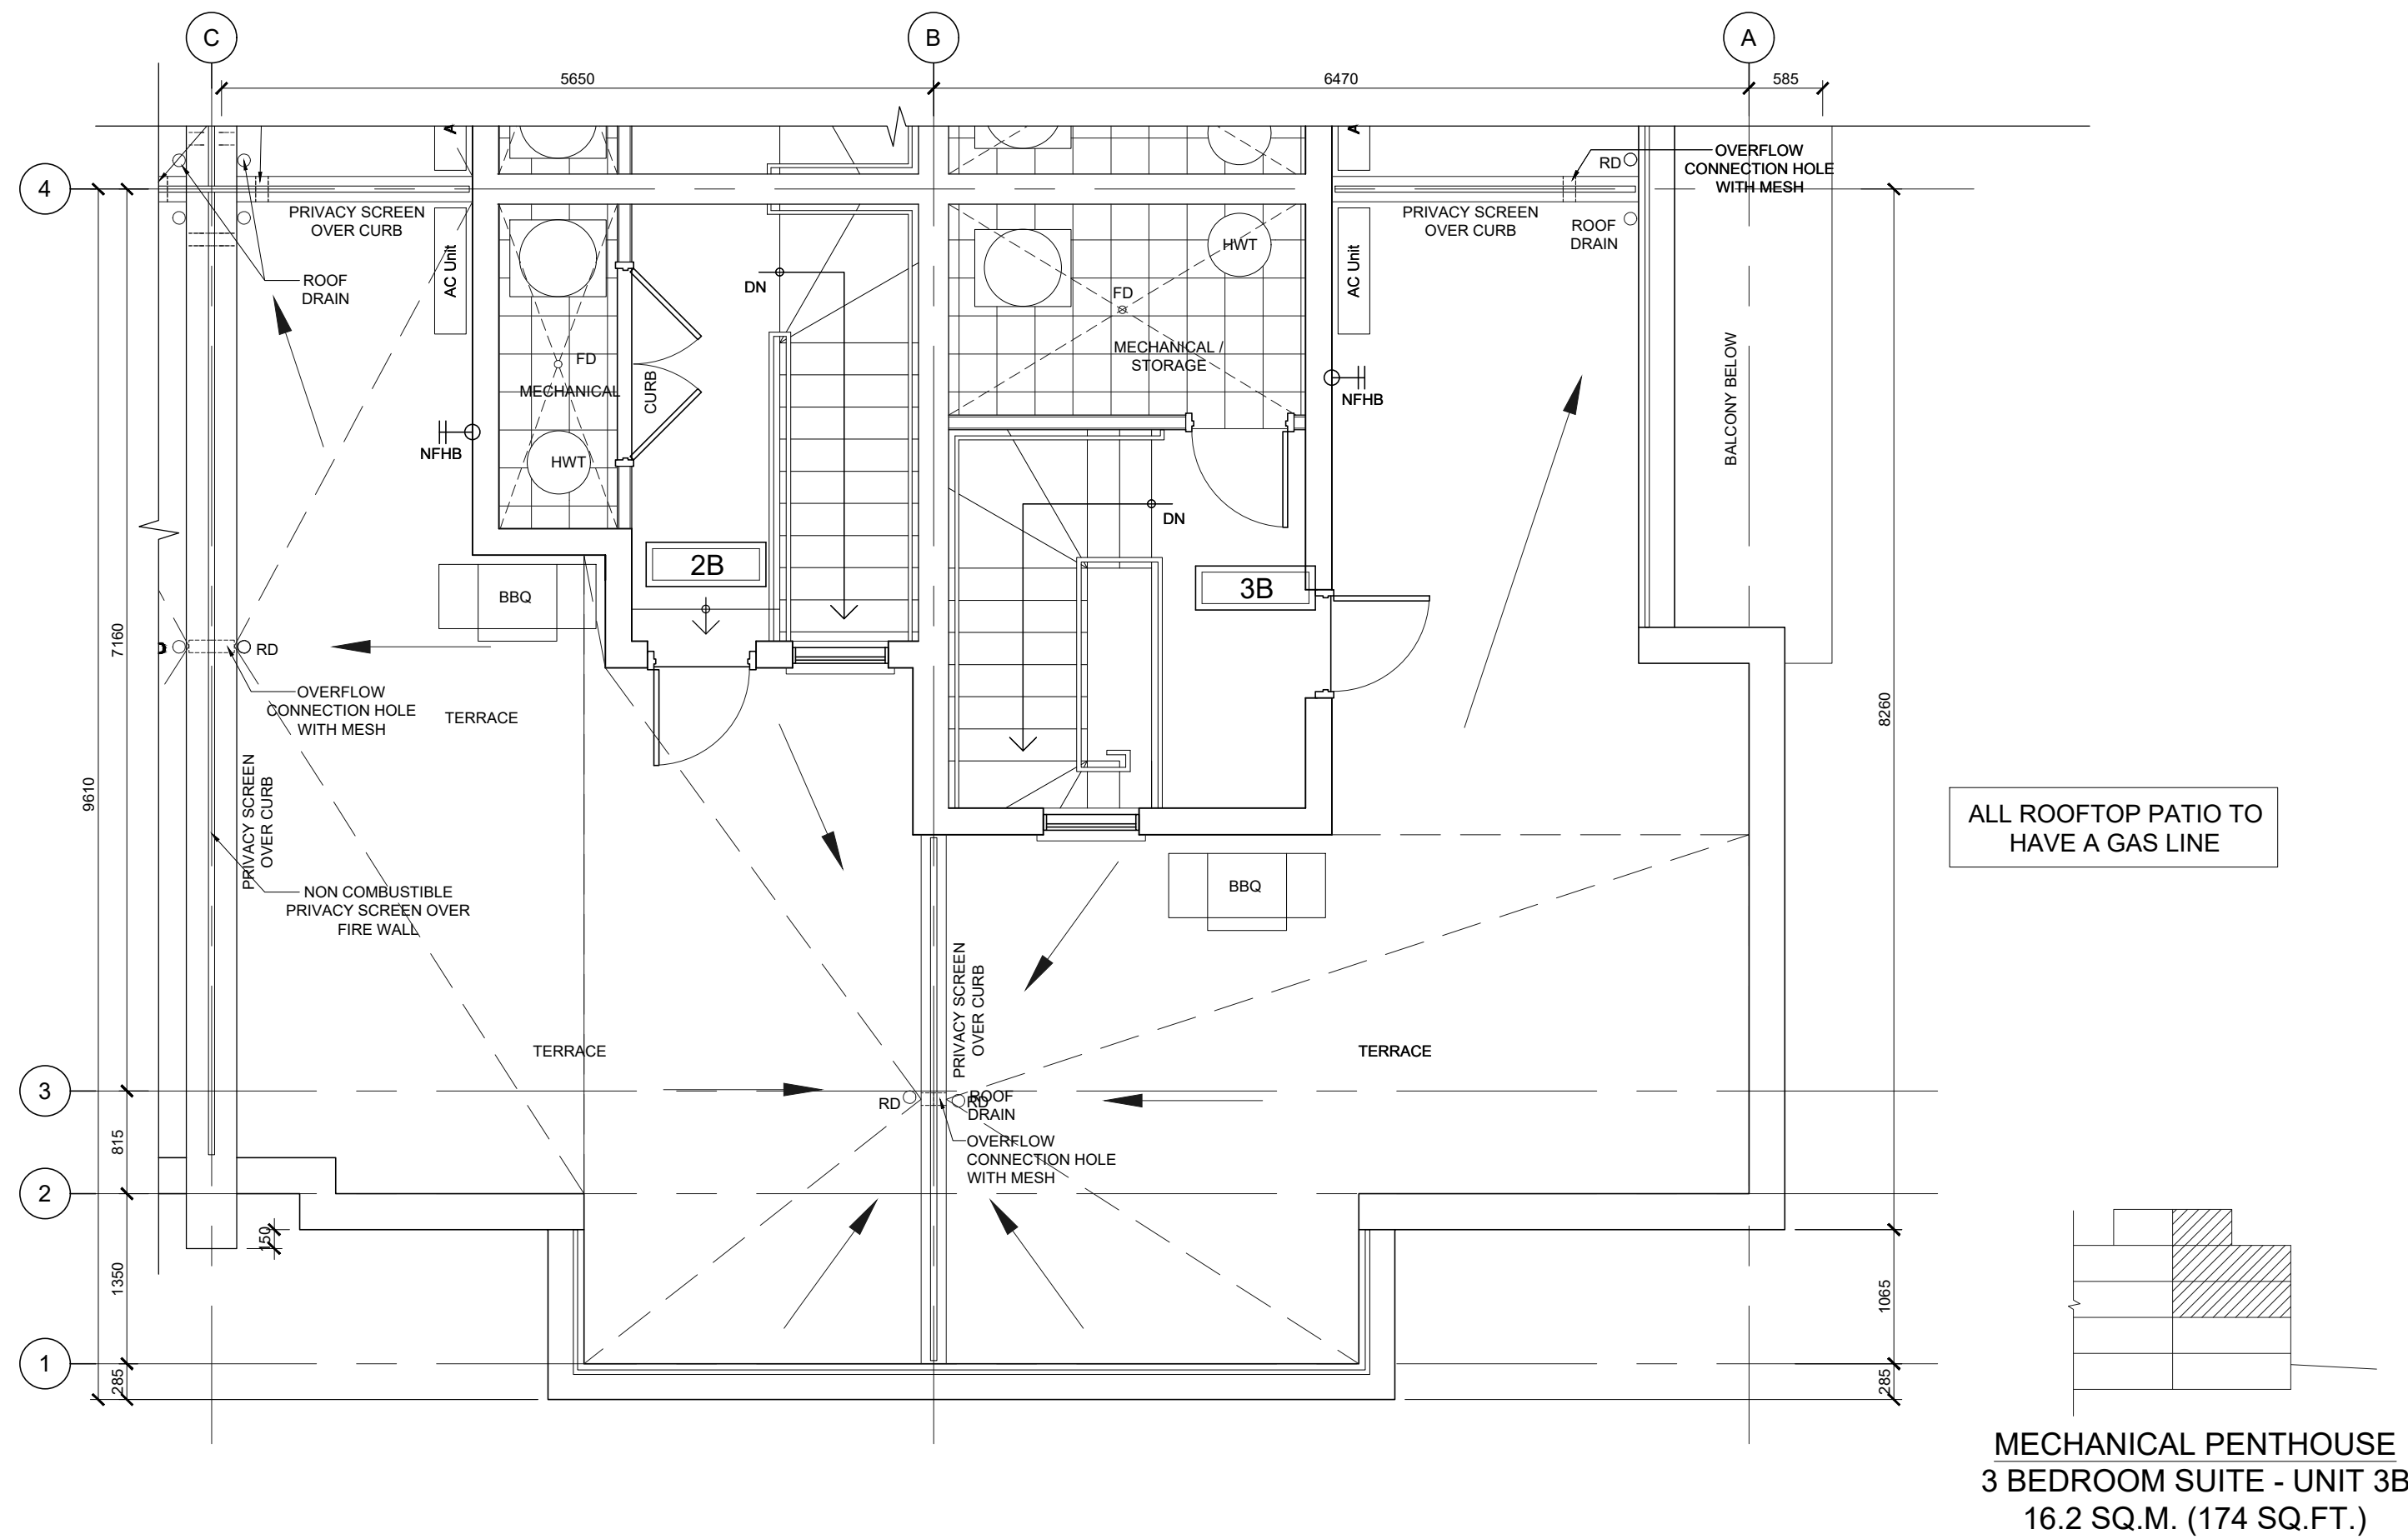 C
B
A
5650
6470
585
4
OVERFLOW
CONNECTION HOLE
WITH MESH
RD
PRIVACY SCREEN
OVER CURB
PRIVACY SCREEN
OVER CURB
ROOF
DRAIN
AC Unit
HWT
AC Unit
ROOF
DRAIN
DN
FD
MECHANICAL /
STORAGE
FD
MECHANICAL
CURB
BALCONY BELOW
NFHB
NFHB
HWT
DN
2B
3B
BBQ
7160
RD
OVERFLOW
CONNECTION HOLE
WITH MESH
TERRACE
8260
9610
PRIVACY SCREEN
OVER CURB
ALL ROOFTOP PATIO TO
HAVE A GAS LINE
NON COMBUSTIBLE
PRIVACY SCREEN OVER
FIRE WALL
BBQ
PRIVACY SCREEN
OVER CURB
TERRACE
TERRACE
3
RD
RD
ROOF
DRAIN
815
OVERFLOW
CONNECTION HOLE
WITH MESH
2
150
1350
1065
1
285
285
MECHANICAL PENTHOUSE
3 BEDROOM SUITE - UNIT 3B
16.2 SQ.M. (174 SQ.FT.)